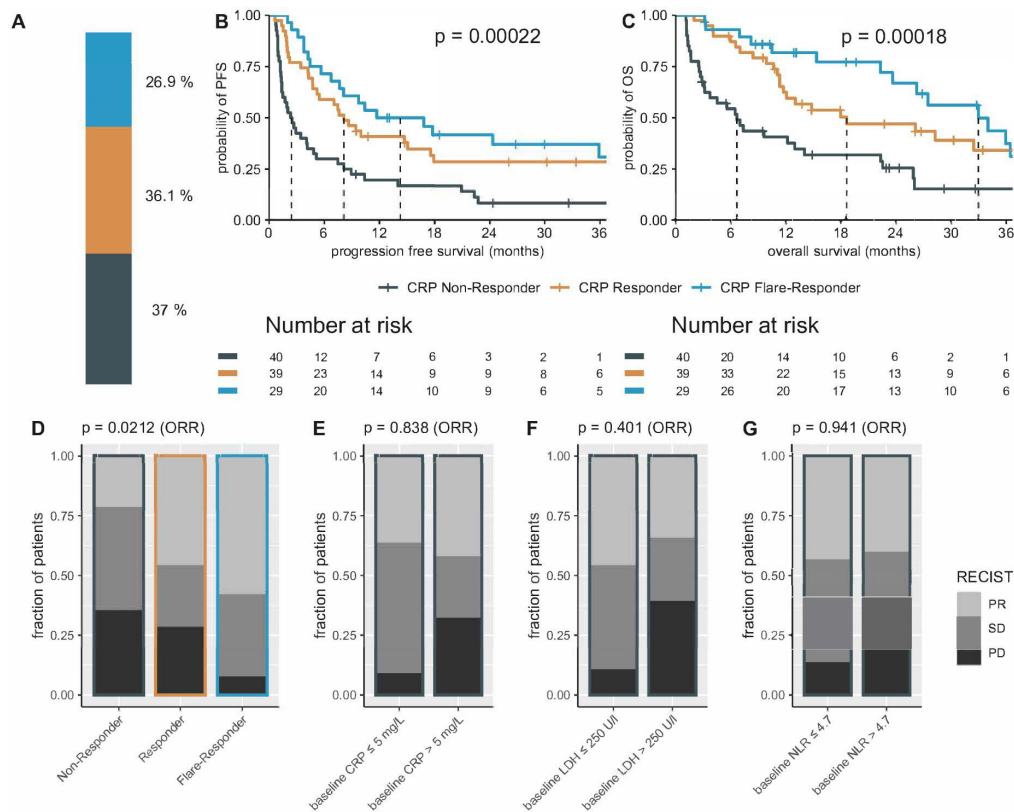 A
26.9 %
36.1 %
37 %
B
p = 0.00022
probability of PFS
1.00
0.75
0.50
0.25
0.00
0 6 12 18 24 30 36
progression free survival (months)
C
p = 0.00018
probability of OS
1.00
0.75
0.50
0.25
0.00
0 6 12 18 24 30 36
overall survival (months)
CRP Non-Responder CRP Responder CRP Flare-Responder
Number at risk
40 12 7 6 3 2 1
39 23 14 9 9 8 6
29 20 14 10 9 6 5
Number at risk
40 20 14 10 6 2 1
39 33 22 15 13 9 6
29 26 20 17 13 10 6
D
p = 0.0212 (ORR)
fraction of patients
1.00
0.75
0.50
0.25
0.00
Non-Responder
Responder
Flare-Responder
E
p = 0.838 (ORR)
fraction of patients
1.00
0.75
0.50
0.25
0.00
baseline CRP ≤ 5 mg/L
baseline CRP > 5 mg/L
F
p = 0.401 (ORR)
fraction of patients
1.00
0.75
0.50
0.25
0.00
baseline LDH ≤ 250 U/l
baseline LDH > 250 U/l
G
p = 0.941 (ORR)
fraction of patients
1.00
0.75
0.50
0.25
0.00
baseline NLR ≤ 4.7
baseline NLR > 4.7
RECIST
PR
SD
PD